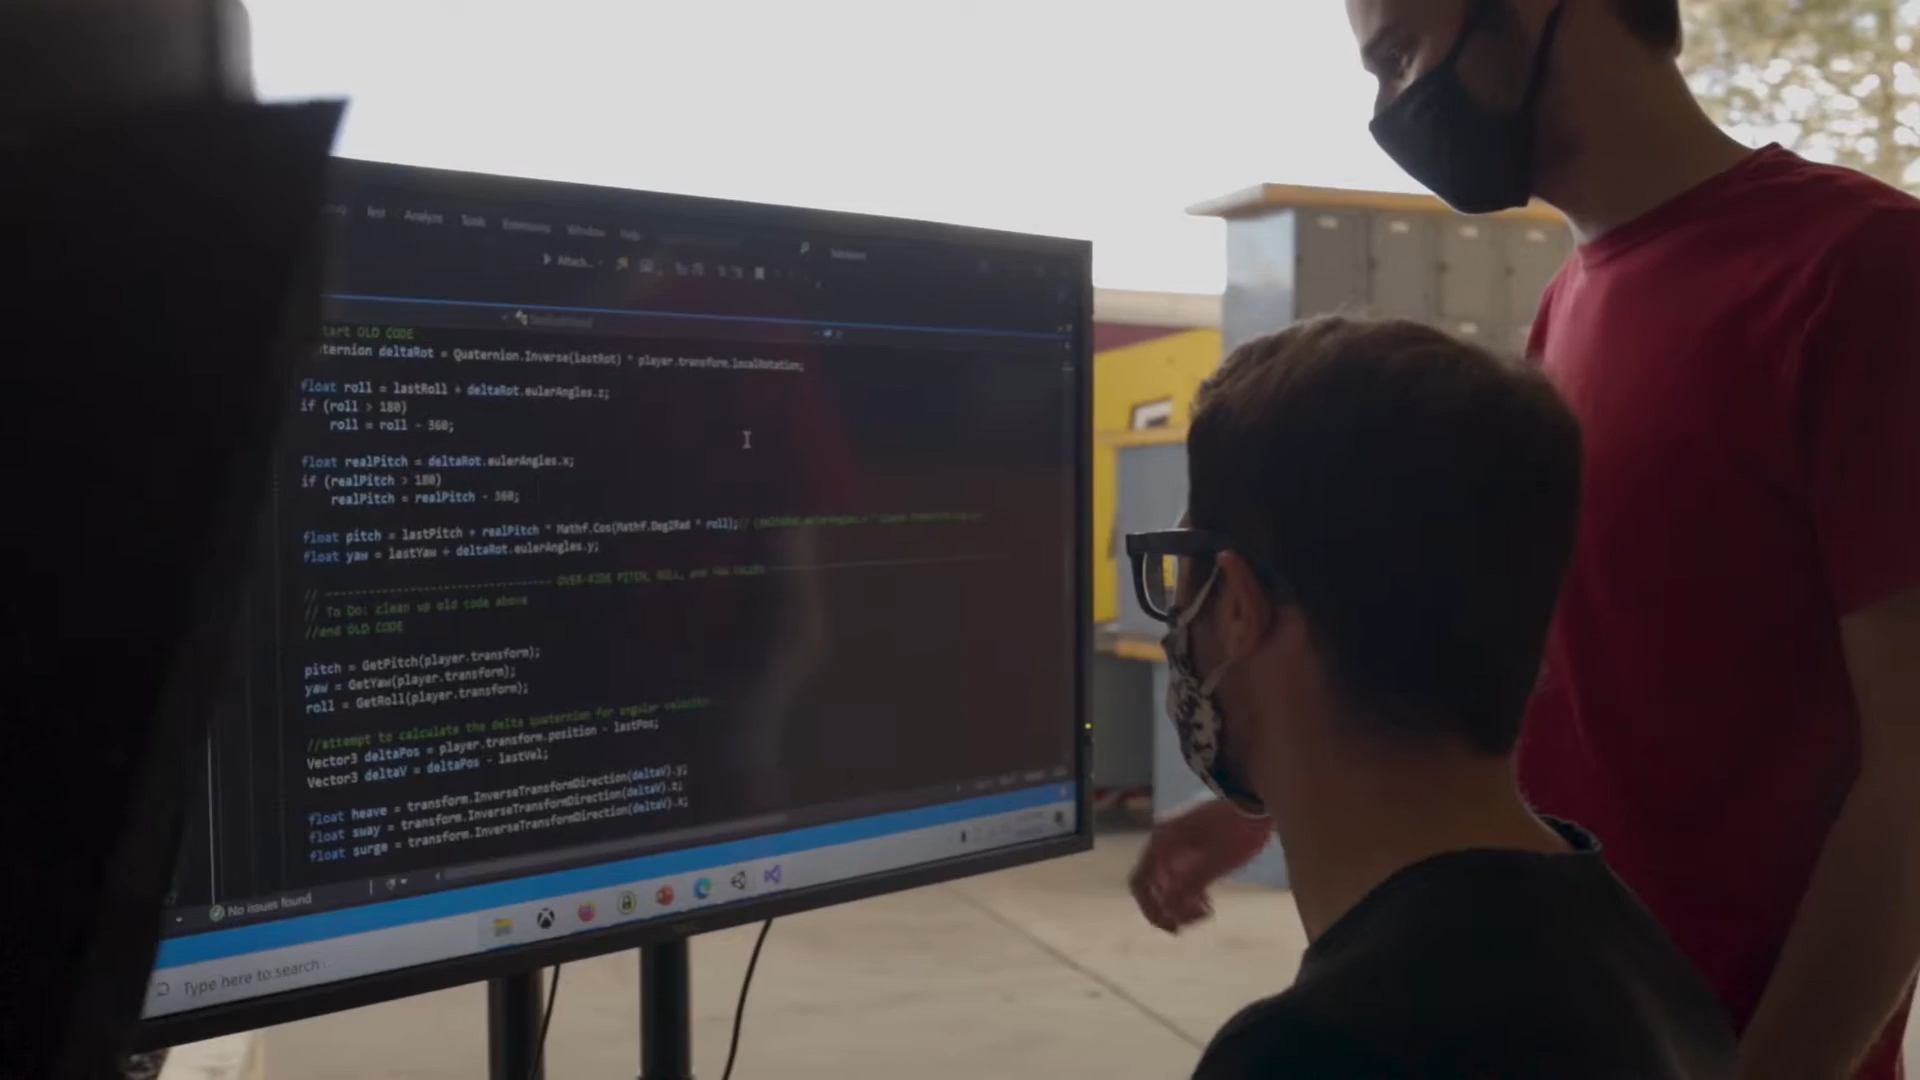 Test Analyze Tools Extensions Window Help
Attach...
tart OLD CODE
ternion deltaRot = Quaternion.Inverse(lastRot) * player.transform.localRotation;
float roll = lastRoll + deltaRot.eulerAngles.z;
if (roll > 180)
roll = roll - 360;
float realPitch = deltaRot.eulerAngles.x;
if (realPitch > 180)
realPitch = realPitch - 360;
float pitch = lastPitch + realPitch * Mathf.Cos(Mathf.Deg2Rad * roll);//
float yaw = lastYaw + deltaRot.eulerAngles.y;
// ---------------------------- OVER-RIDE PITCH, ROLL, and YAW VALUES
// To Do: clean up old code above
//end OLD CODE
pitch = GetPitch(player.transform);
yaw = GetYaw(player.transform);
roll = GetRoll(player.transform);
//attempt to calculate the delta quaternion for angular velocity
Vector3 deltaPos = player.transform.position - lastPos;
Vector3 deltaV = deltaPos - lastVel;
float heave = transform.InverseTransformDirection(deltaV).y;
float sway = transform.InverseTransformDirection(deltaV).z;
float surge = transform.InverseTransformDirection(deltaV).x;
No issues found
Type here to search